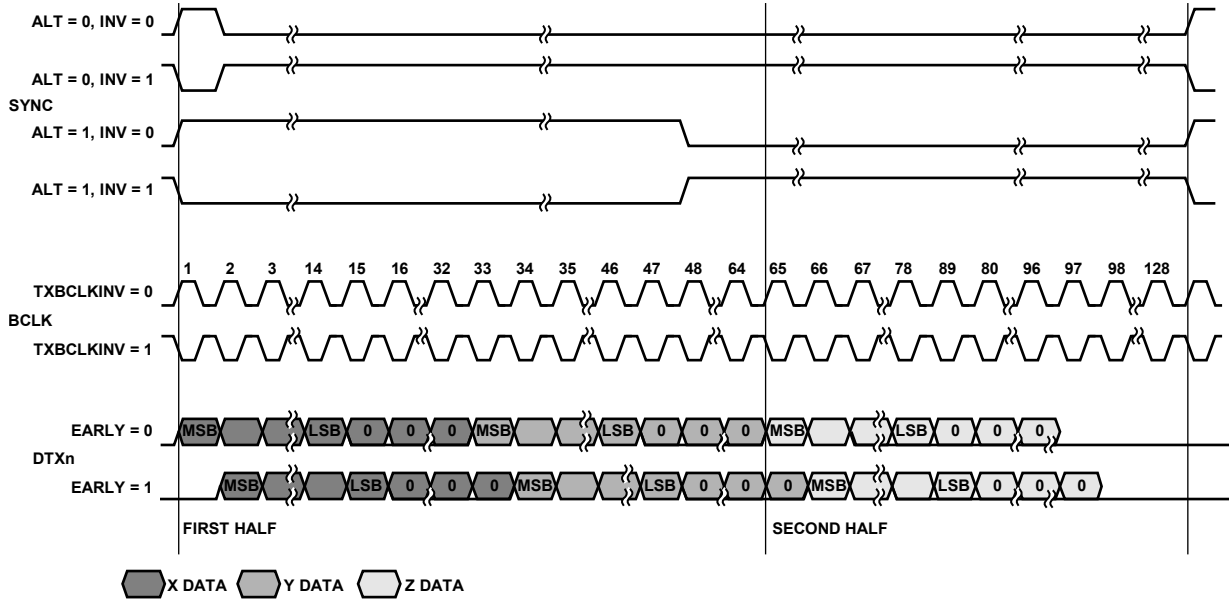 ALT = 0, INV = 0
ALT = 0, INV = 1
SYNC
ALT = 1, INV = 0
ALT = 1, INV = 1
1 2 3 14 15 16 32 33 34 35 46 47 48 64 65 66 67 78 89 80 96 97 98 128
TXBCLKINV = 0
BCLK
TXBCLKINV = 1
EARLY = 0 MSB LSB 0 0 0 MSB LSB 0 0 0 MSB LSB 0 0 0
DTXn
EARLY = 1 MSB LSB 0 0 0 MSB LSB 0 0 0 MSB LSB 0 0 0
FIRST HALF SECOND HALF
X DATA Y DATA Z DATA